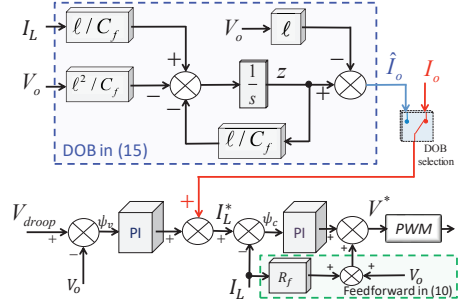 I_L
ℓ / C_f
V_o
ℓ
+
−
V_o
ℓ² / C_f
−
1/s
z
+
Î_o
I_o
−
ℓ / C_f
DOB in (15)
DOB
selection
+
V_droop
+
ψ_v
PI
+
I_L^*
+
ψ_c
PI
+
V^*
PWM
−
V_o
−
I_L
R_f
+
+
+
V_o
Feedforward in (10)